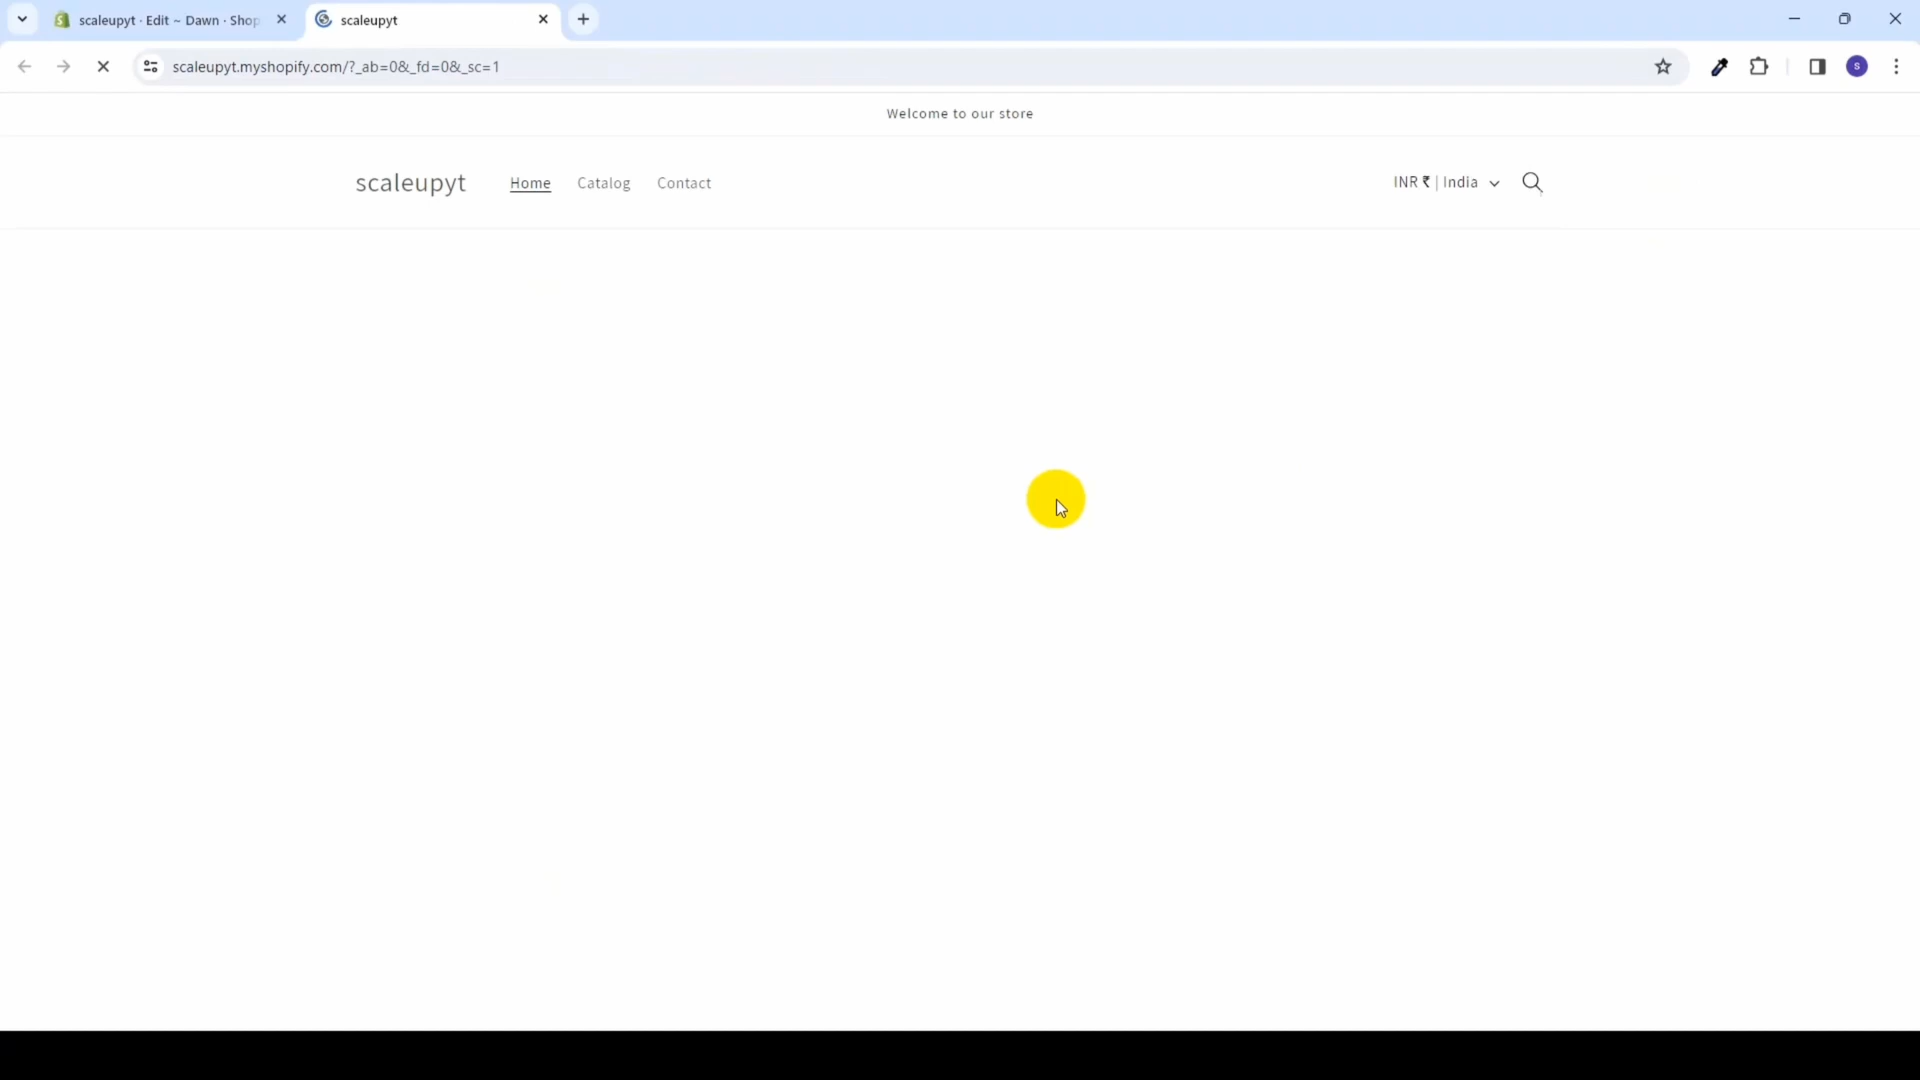 scaleupyt · Edit ~ Dawn · Shop
scaleupyt
scaleupyt.myshopify.com/?_ab=0&_fd=0&_sc=1
S
Welcome to our store
scaleupyt
Home
Catalog
Contact
INR ₹ | India